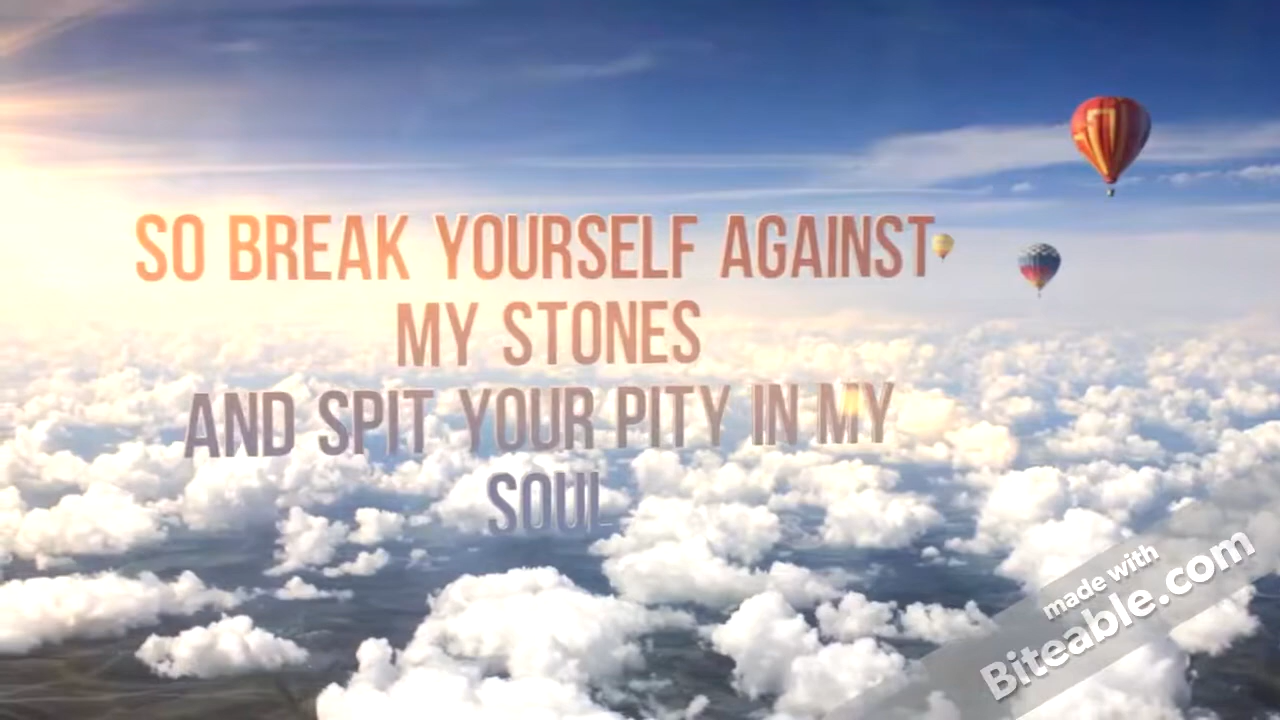 SO BREAK YOURSELF AGAINST
MY STONES
AND SPIT YOUR PITY IN MY
SOUL
made with
Biteable.com